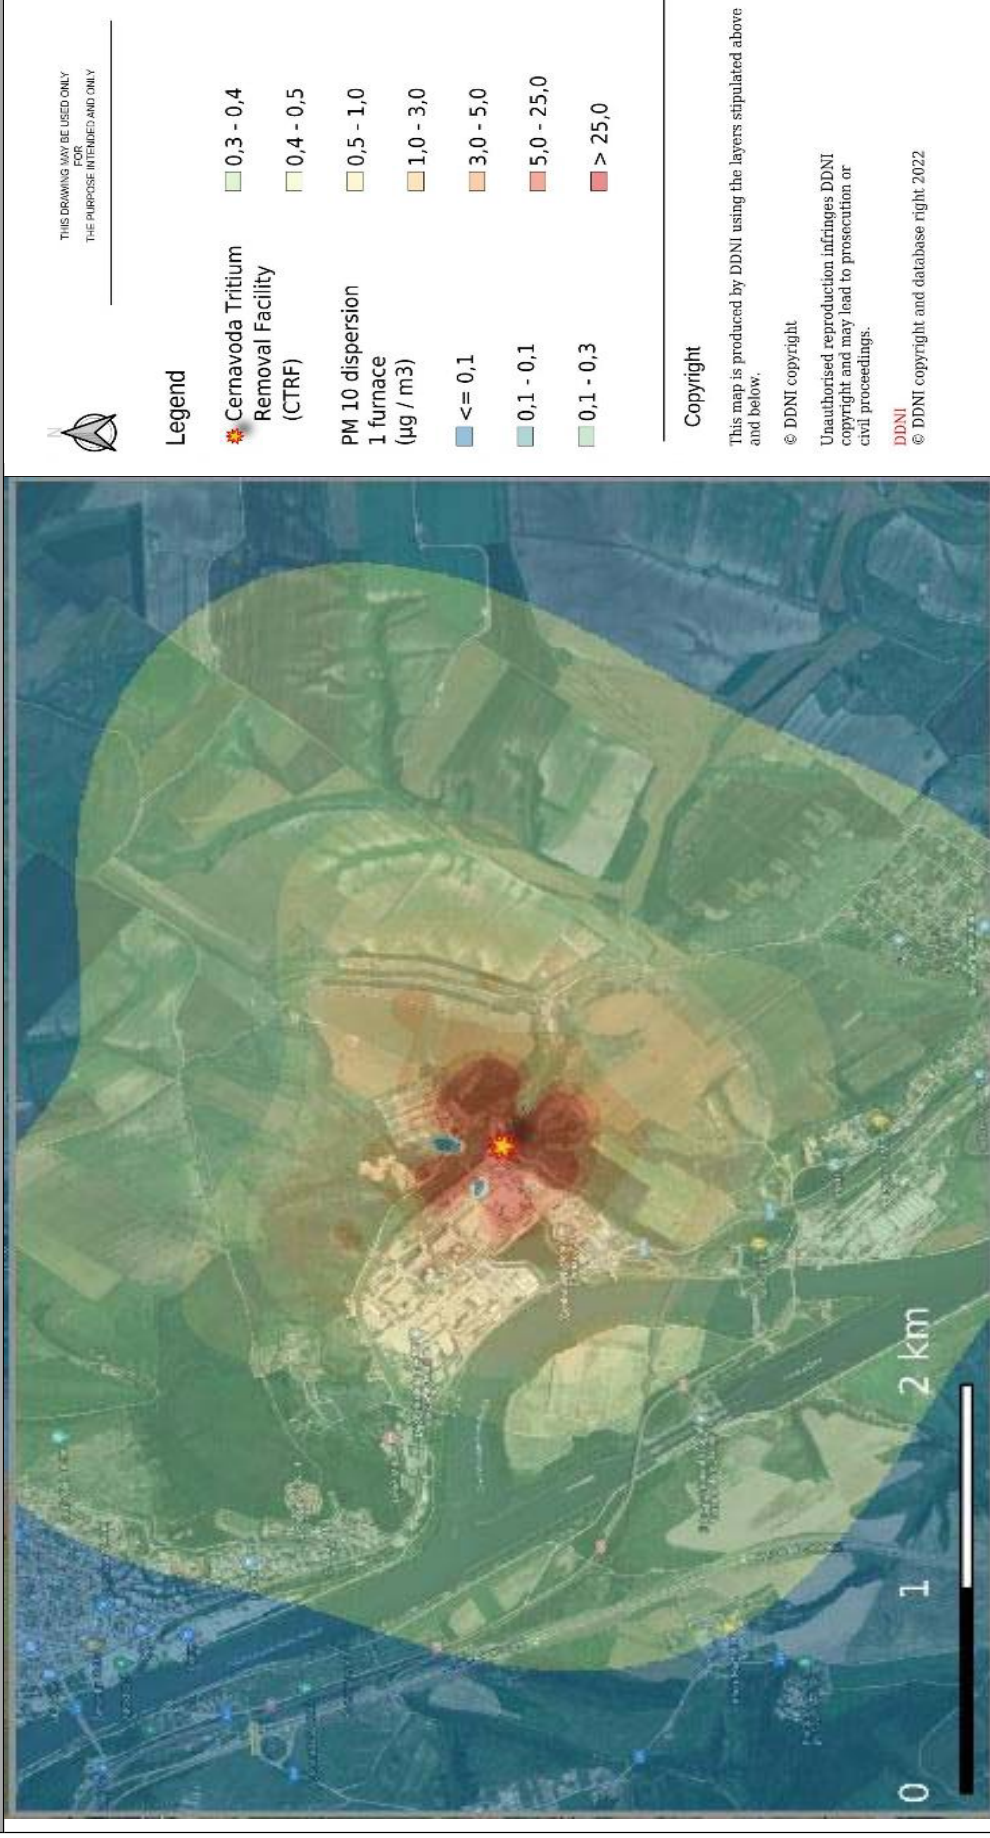 N
THIS DRAWING MAY BE USED ONLY
FOR
THE PURPOSE INTENDED AND ONLY
Legend
Cernavoda Tritium
Removal Facility
(CTRF)
PM 10 dispersion
1 furnace
(µg / m3)
<= 0,1
0,1 - 0,1
0,1 - 0,3
0,3 - 0,4
0,4 - 0,5
0,5 - 1,0
1,0 - 3,0
3,0 - 5,0
5,0 - 25,0
> 25,0
Copyright
This map is produced by DDNI using the layers stipulated above
and below.
© DDNI copyright
Unauthorised reproduction infringes DDNI
copyright and may lead to prosecution or
civil proceedings.
DDNI
© DDNI copyright and database right 2022
0 1 2 km